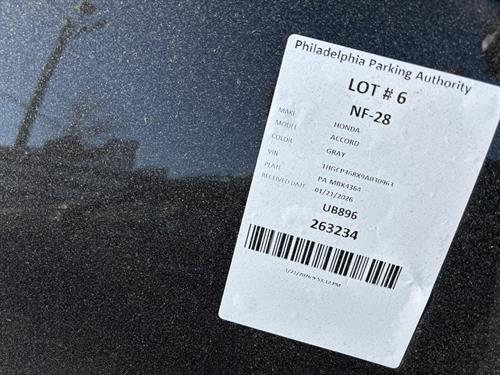 Philadelphia Parking Authority
LOT # 6
NF-28
MAKE HONDA
MODEL ACCORD
COLOR GRAY
VIN
PLATE PA MBK4364
RECEIVED DATE 01/21/2026
UB896
263234